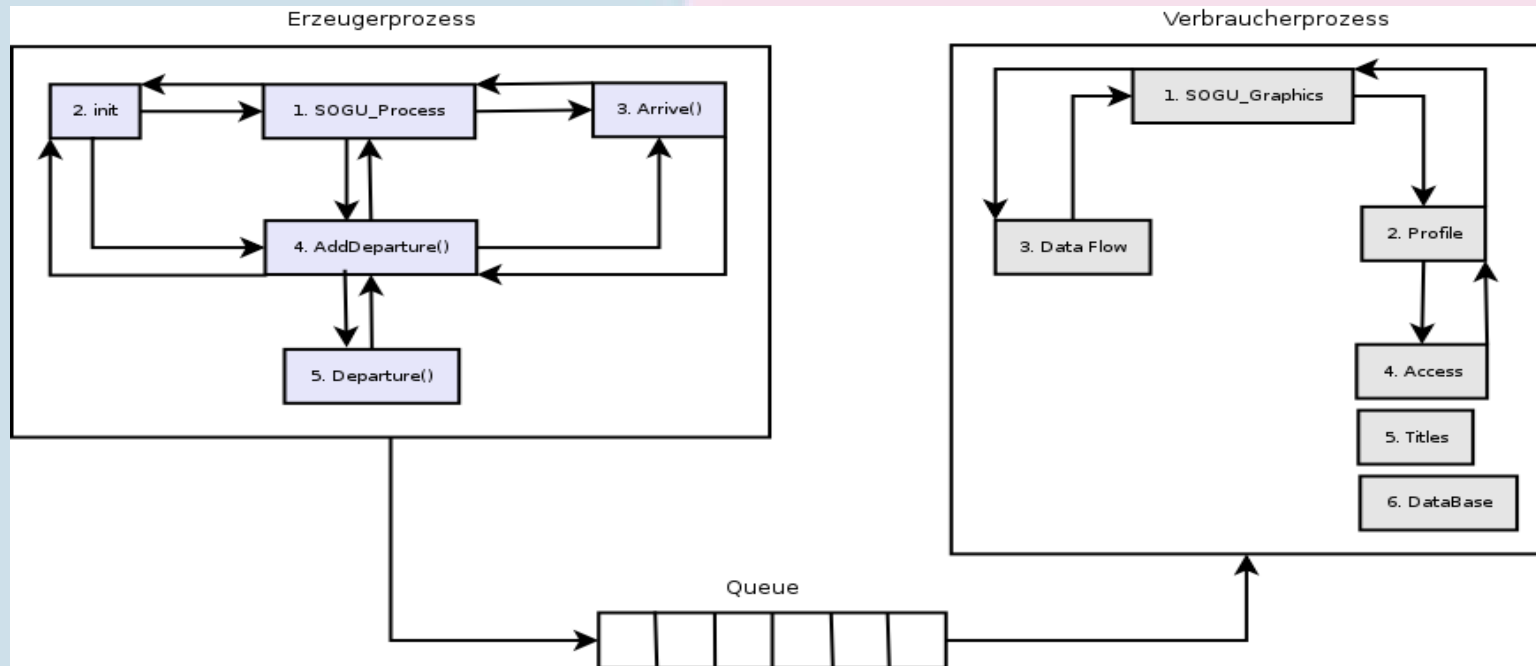 Erzeugerprozess
2. init
1. SOGU_Process
3. Arrive()
4. AddDeparture()
5. Departure()
Verbraucherprozess
1. SOGU_Graphics
3. Data Flow
2. Profile
4. Access
5. Titles
6. DataBase
Queue